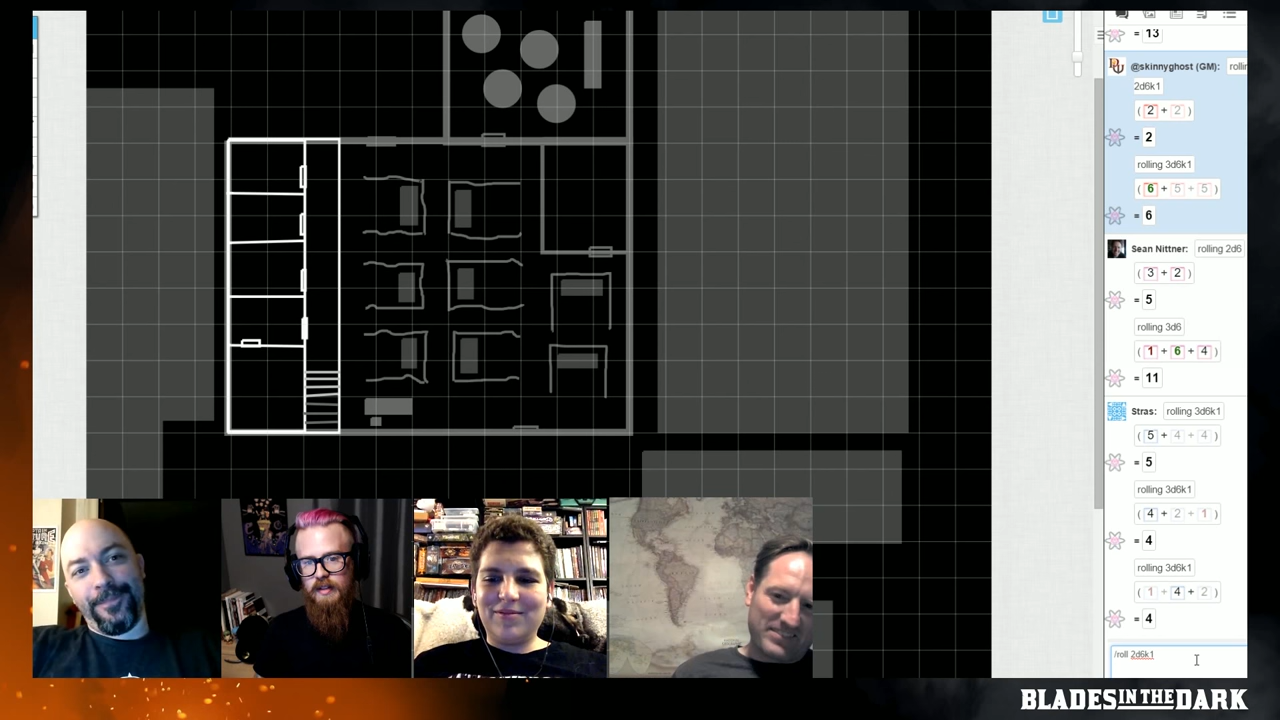 = 13
@skinnyghost (GM):
2d6k1
( 2 + 2 )
= 2
rolling 3d6k1
( 6 + 5 + 5 )
= 6
Sean Nittner: rolling 2d6
( 3 + 2 )
= 5
rolling 3d6
( 1 + 6 + 4 )
= 11
Stras: rolling 3d6k1
( 5 + 4 + 4 )
= 5
rolling 3d6k1
( 4 + 2 + 1 )
= 4
rolling 3d6k1
( 1 + 4 + 2 )
= 4
/roll 2d6k1
BLADES IN THE DARK